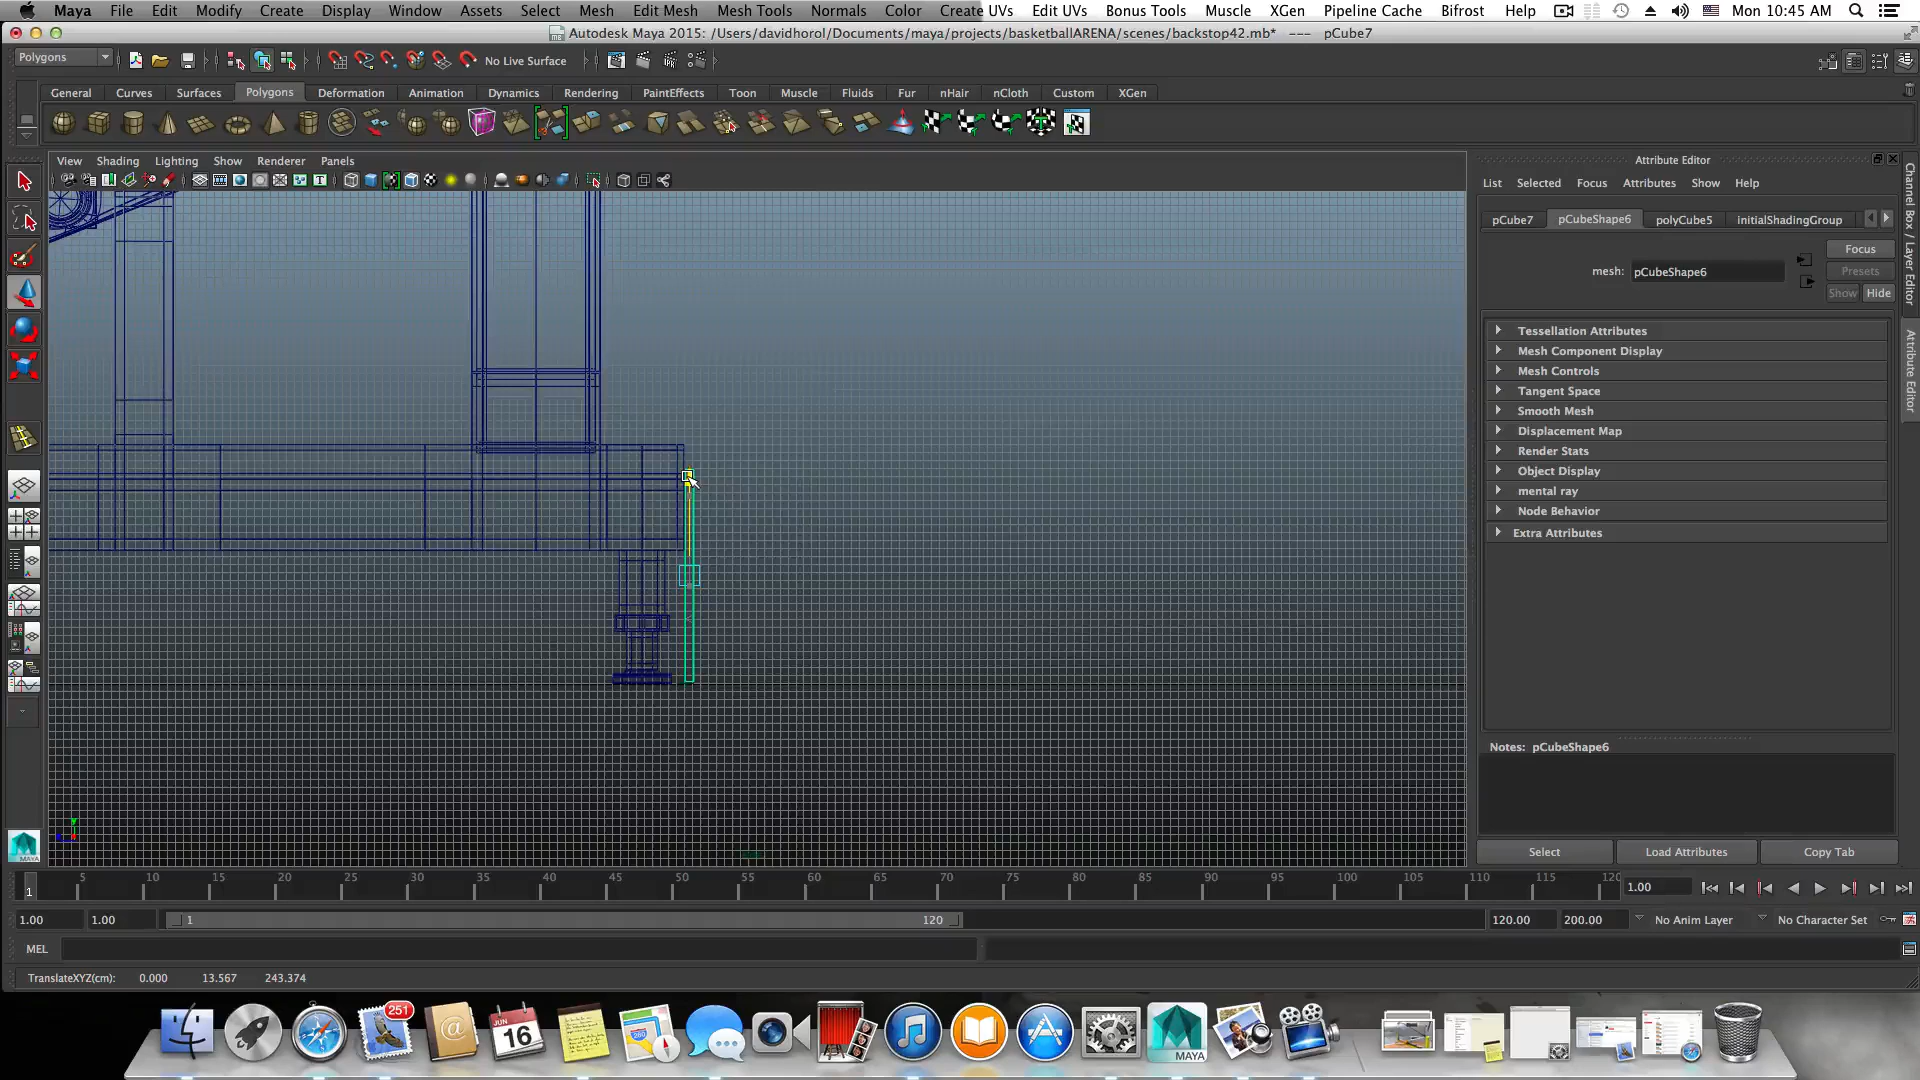 Maya File Edit Modify Create Display Window Assets Select Mesh Edit Mesh Mesh Tools Normals Color Create UVs Edit UVs Bonus Tools Muscle XGen Pipeline Cache Bifrost Help Mon 10:45 AM
Autodesk Maya 2015: /Users/davidhorol/Documents/maya/projects/basketballARENA/scenes/backstop42.mb* --- pCube7
Polygons No Live Surface
General Curves Surfaces Polygons Deformation Animation Dynamics Rendering PaintEffects Toon Muscle Fluids Fur nHair nCloth Custom XGen
View Shading Lighting Show Renderer Panels
Attribute Editor
List Selected Focus Attributes Show Help
pCube7 pCubeShape6 polyCube5 initialShadingGroup
Focus
mesh: pCubeShape6
Presets
Show Hide
Tessellation Attributes
Mesh Component Display
Mesh Controls
Tangent Space
Smooth Mesh
Displacement Map
Render Stats
Object Display
mental ray
Node Behavior
Extra Attributes
Notes: pCubeShape6
Select Load Attributes Copy Tab
Channel Box / Layer Editor
Attribute Editor
MAYA
1 5 10 15 20 25 30 35 40 45 50 55 60 65 70 75 80 85 90 95 100 105 110 115 120 1.00
1.00 1.00 1 120 120.00 200.00 No Anim Layer No Character Set
MEL
TranslateXYZ(cm): 0.000 13.567 243.374
251
JUN
16
MAYA